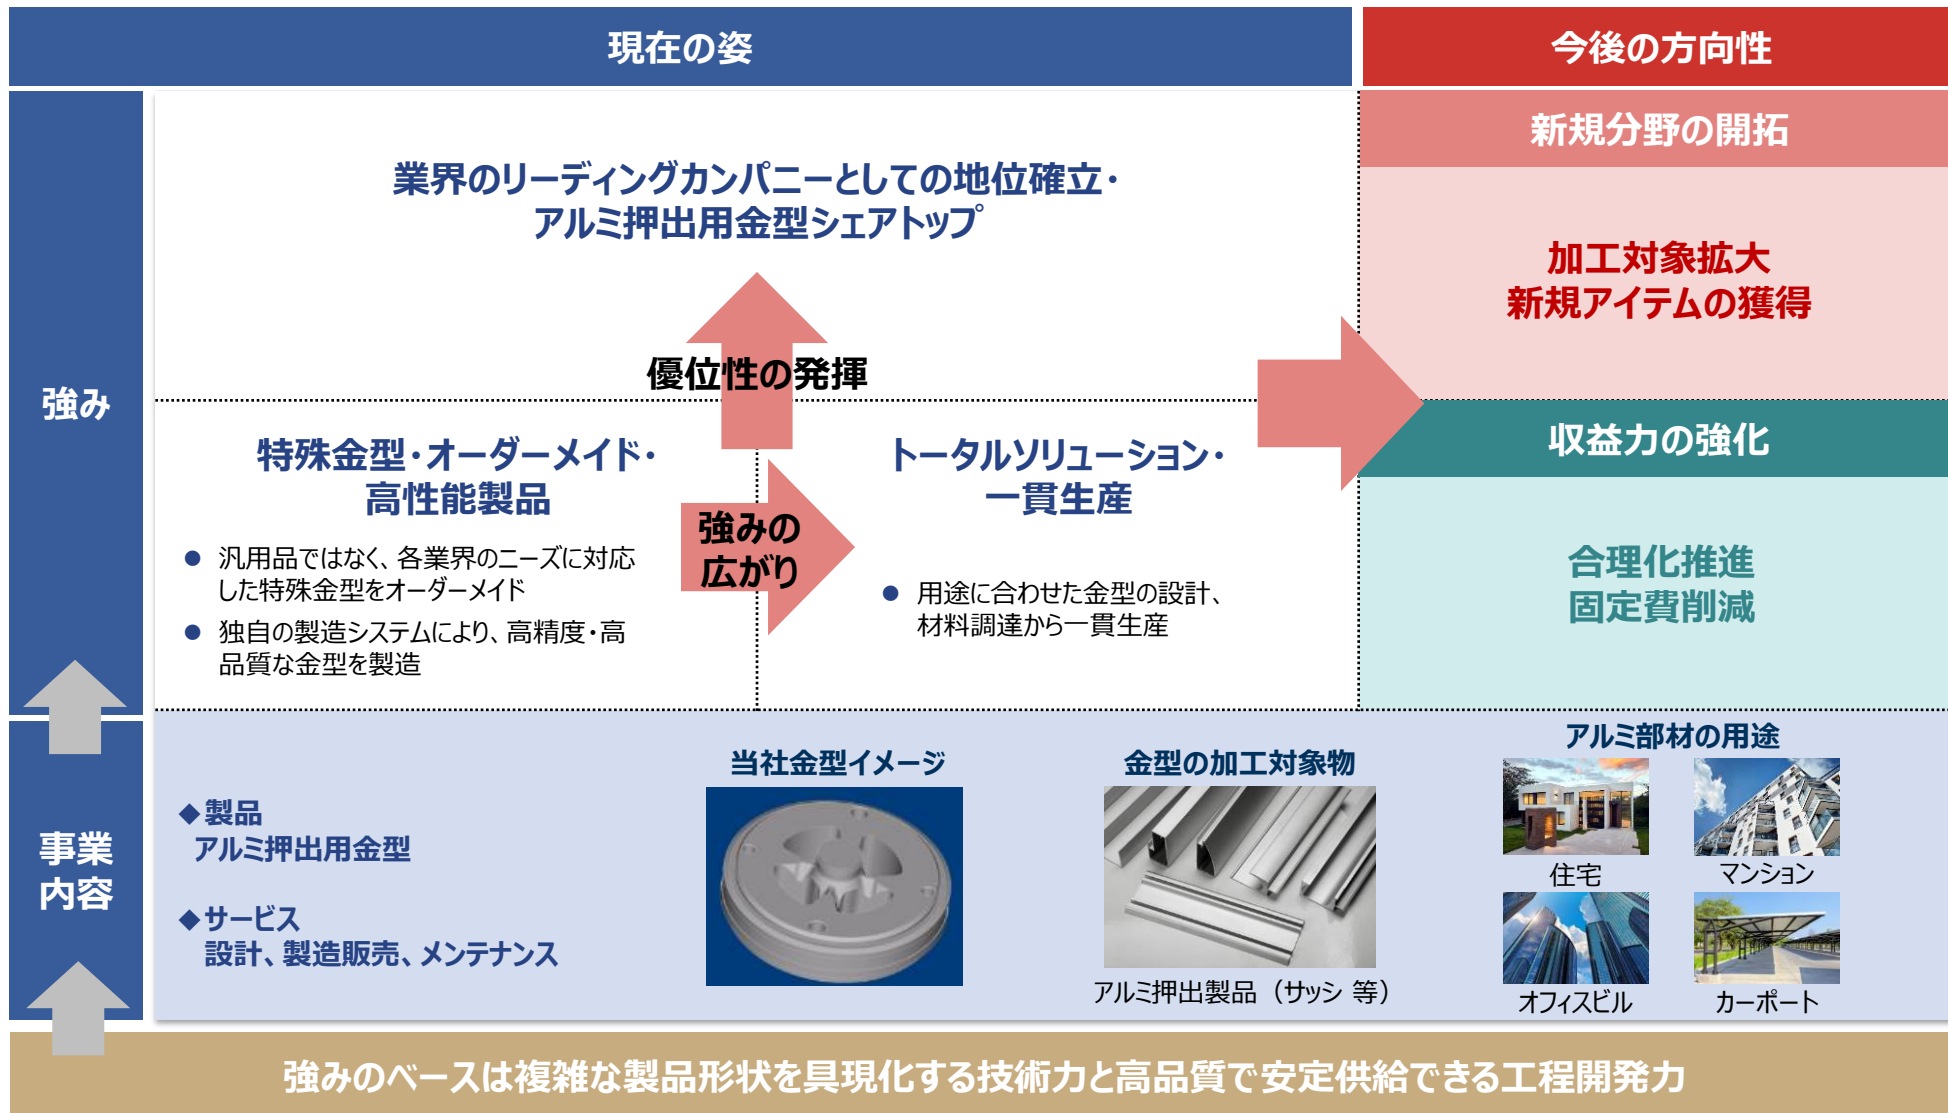 現在の姿
今後の方向性
強み
業界のリーディングカンパニーとしての地位確立・
アルミ押出用金型シェアトップ
優位性の発揮
特殊金型・オーダーメイド・
高性能製品
● 汎用品ではなく、各業界のニーズに対応
した特殊金型をオーダーメイド
● 独自の製造システムにより、高精度・高
品質な金型を製造
強みの
広がり
トータルソリューション・
一貫生産
● 用途に合わせた金型の設計、
材料調達から一貫生産
新規分野の開拓
加工対象拡大
新規アイテムの獲得
収益力の強化
合理化推進
固定費削減
事業
内容
◆製品
アルミ押出用金型
◆サービス
設計、製造販売、メンテナンス
当社金型イメージ
金型の加工対象物
アルミ押出製品（サッシ 等）
アルミ部材の用途
住宅
マンション
オフィスビル
カーポート
強みのベースは複雑な製品形状を具現化する技術力と高品質で安定供給できる工程開発力